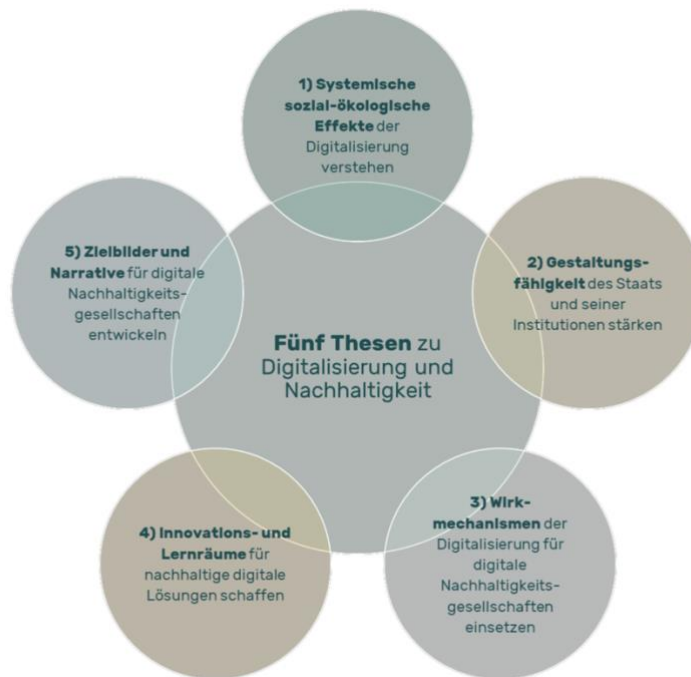 1) Systemische
sozial-ökologische
Effekte der
Digitalisierung
verstehen
5) Zielbilder und
Narrative für digitale
Nachhaltigkeits-
gesellschaften
entwickeln
2) Gestaltungs-
fähigkeit des Staats
und seiner
Institutionen stärken
Fünf Thesen zu
Digitalisierung und
Nachhaltigkeit
4) Innovations- und
Lernräume für
nachhaltige digitale
Lösungen schaffen
3) Wirk-
mechanismen der
Digitalisierung für
digitale
Nachhaltigkeits-
gesellschaften
einsetzen